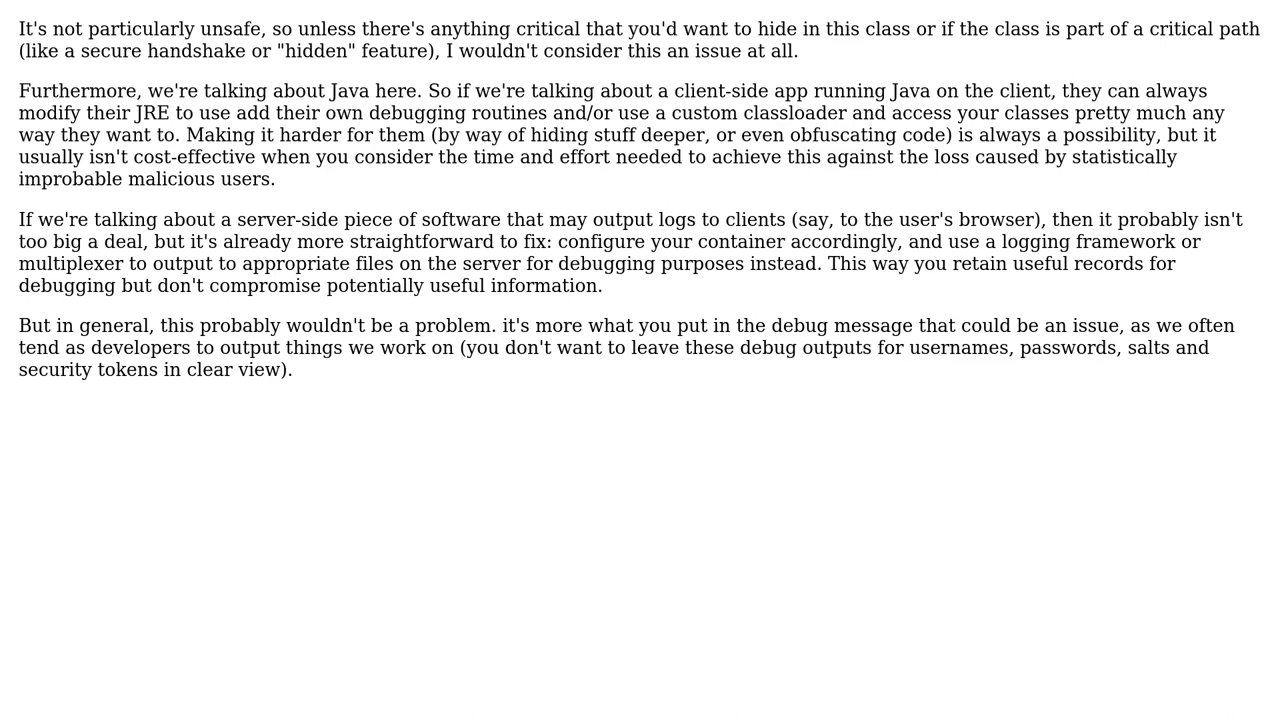 It's not particularly unsafe, so unless there's anything critical that you'd want to hide in this class or if the class is part of a critical path
(like a secure handshake or "hidden" feature), I wouldn't consider this an issue at all.
Furthermore, we're talking about Java here. So if we're talking about a client-side app running Java on the client, they can always
modify their JRE to use add their own debugging routines and/or use a custom classloader and access your classes pretty much any
way they want to. Making it harder for them (by way of hiding stuff deeper, or even obfuscating code) is always a possibility, but it
usually isn't cost-effective when you consider the time and effort needed to achieve this against the loss caused by statistically
improbable malicious users.
If we're talking about a server-side piece of software that may output logs to clients (say, to the user's browser), then it probably isn't
too big a deal, but it's already more straightforward to fix: configure your container accordingly, and use a logging framework or
multiplexer to output to appropriate files on the server for debugging purposes instead. This way you retain useful records for
debugging but don't compromise potentially useful information.
But in general, this probably wouldn't be a problem. it's more what you put in the debug message that could be an issue, as we often
tend as developers to output things we work on (you don't want to leave these debug outputs for usernames, passwords, salts and
security tokens in clear view).